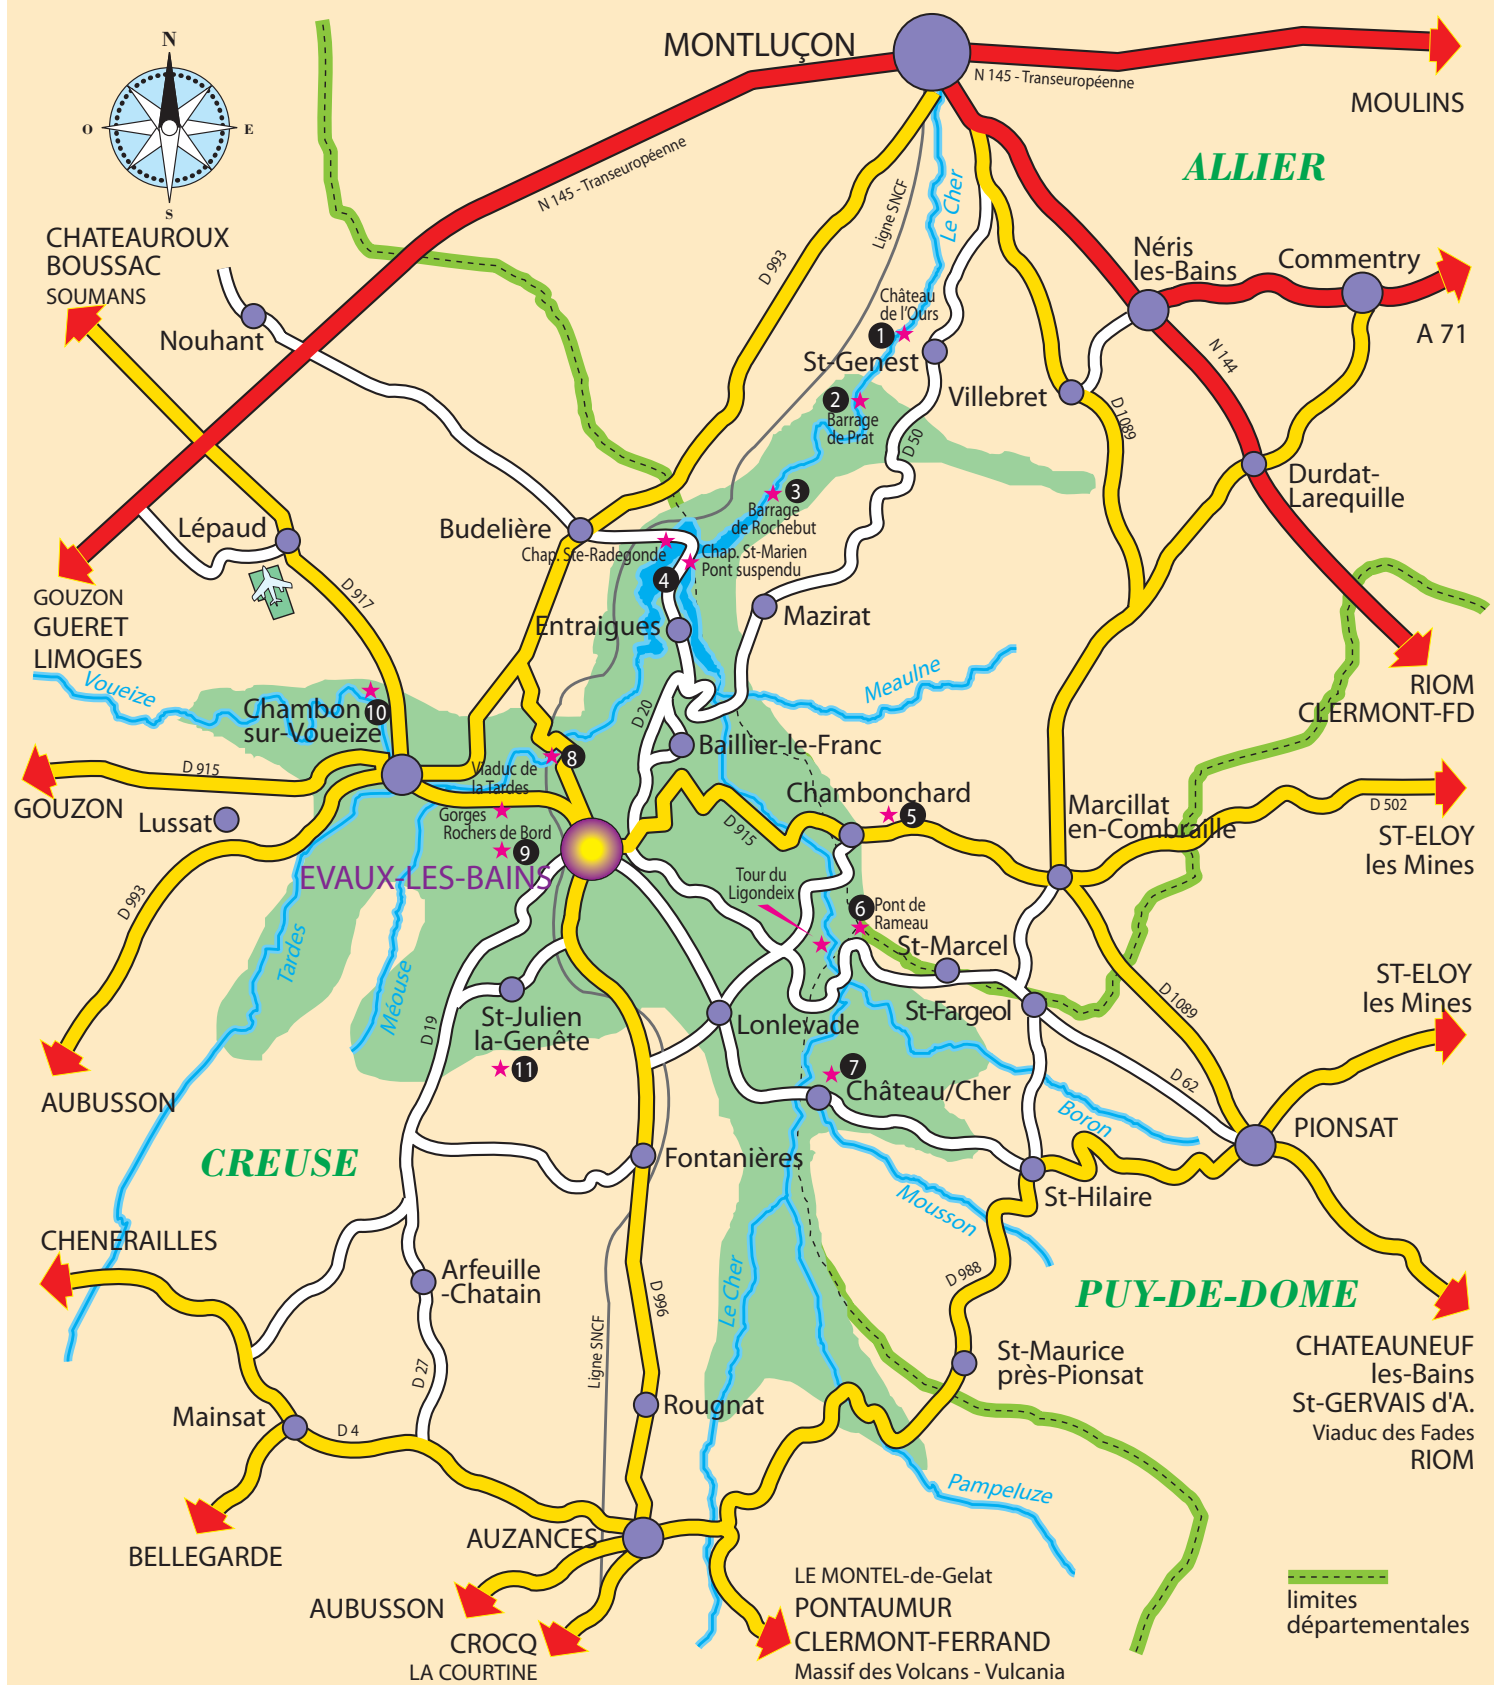 MONTLUÇON
N 145 - Transeuropéenne
MOULINS
N
O
E
S
ALLIER
N 145 - Transeuropéenne
Le Cher
Ligne SNCF
D 993
CHATEAUROUX
BOUSSAC
SOUMANS
Nouhant
Néris
les-Bains
Commentry
A 71
Château
de l'Ours
1
St-Genest
N 144
Villebret
2
Barrage
de Prat
D 1089
D 50
Durdat-
Larequille
3
Barrage
de Rochebut
Lépaud
Budelière
Chap. Ste-Radegonde
Chap. St-Marien
Pont suspendu
4
D 917
GOUZON
GUERET
LIMOGES
Entraigues
Mazirat
Voueize
Meaulne
RIOM
CLERMONT-FD
Chambon
sur-Voueize
10
D 20
Baillier-le-Franc
D 915
GOUZON
Viaduc de
la Tardes
8
Lussat
Gorges
Rochers de Bord
9
EVAUX-LES-BAINS
D 915
Chambonchard
5
Marcillat
en-Combraille
D 502
ST-ELOY
les Mines
D 993
Tour du
Ligondeix
6
Pont de
Rameau
St-Marcel
Tardes
Méouse
ST-ELOY
les Mines
D 1089
St-Julien
la-Genête
11
D 19
Lonlevade
St-Fargeol
7
Château/Cher
D 62
Boron
PIONSAT
AUBUSSON
CREUSE
Fontanières
Mousson
St-Hilaire
CHENERAILLES
Arfeuille
-Chatain
D 996
Le Cher
D 988
PUY-DE-DOME
Ligne SNCF
D 27
St-Maurice
près-Pionsat
CHATEAUNEUF
les-Bains
St-GERVAIS d'A.
Viaduc des Fades
RIOM
Mainsat
D 4
Rougnat
Pampeluze
BELLEGARDE
AUZANCES
AUBUSSON
CROCQ
LA COURTINE
LE MONTEL-de-Gelat
PONTAUMUR
CLERMONT-FERRAND
Massif des Volcans - Vulcania
limites
départementales